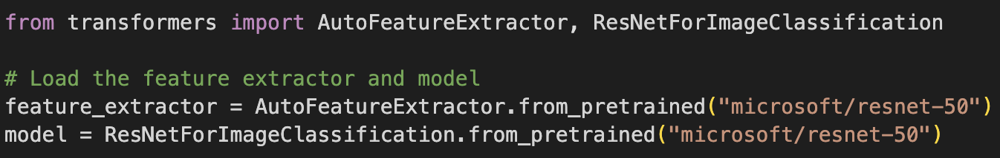 from transformers import AutoFeatureExtractor, ResNetForImageClassification
# Load the feature extractor and model
feature_extractor = AutoFeatureExtractor.from_pretrained("microsoft/resnet-50")
model = ResNetForImageClassification.from_pretrained("microsoft/resnet-50")